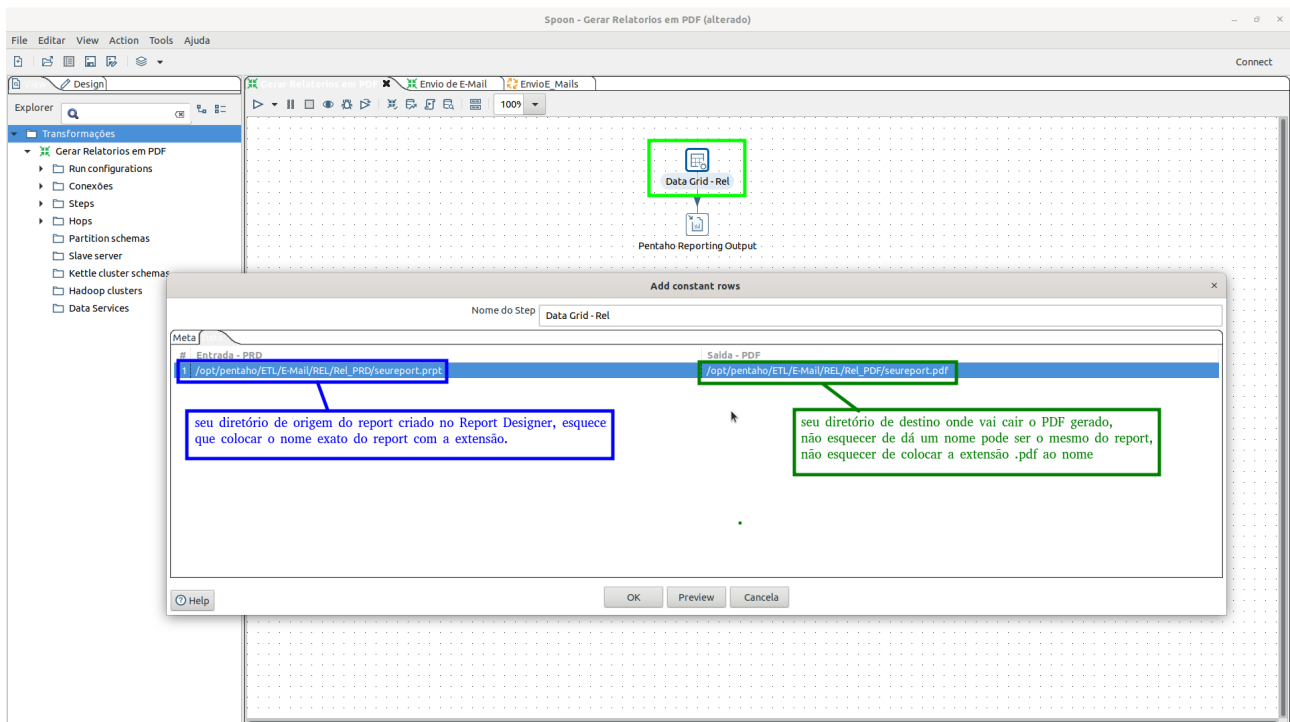 Spoon - Gerar Relatorios em PDF (alterado)
File Editar View Action Tools Ajuda
Connect
Design
Gerar Relatorios em PDF
Envio de E-Mail
EnvioE_Mails
Explorer
100%
Transformações
Gerar Relatorios em PDF
Run configurations
Conexões
Steps
Hops
Partition schemas
Slave server
Kettle cluster schemas
Hadoop clusters
Data Services
Data Grid - Rel
Pentaho Reporting Output
Add constant rows
Nome do Step Data Grid - Rel
Meta
# Entrada - PRD Saida - PDF
1 /opt/pentaho/ETL/E-Mail/REL/Rel_PRD/seureport.prpt /opt/pentaho/ETL/E-Mail/REL/Rel_PDF/seureport.pdf
seu diretório de origem do report criado no Report Designer, esquece
que colocar o nome exato do report com a extensão.
seu diretório de destino onde vai cair o PDF gerado,
não esquecer de dá um nome pode ser o mesmo do report,
não esquecer de colocar a extensão .pdf ao nome
Help
OK Preview Cancela